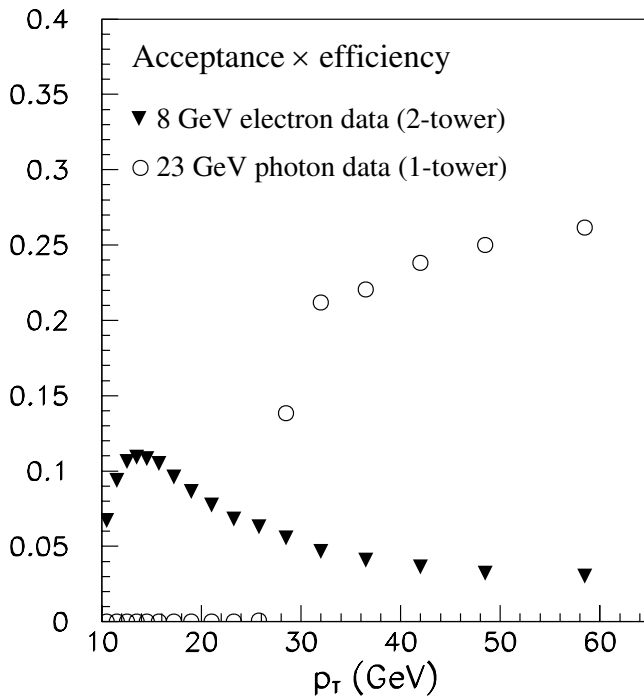 0.4
Acceptance × efficiency
0.35
▼ 8 GeV electron data (2-tower)
0.3
○ 23 GeV photon data (1-tower)
0.25
0.2
0.15
0.1
0.05
0
10 20 30 40 50 60
p_T (GeV)